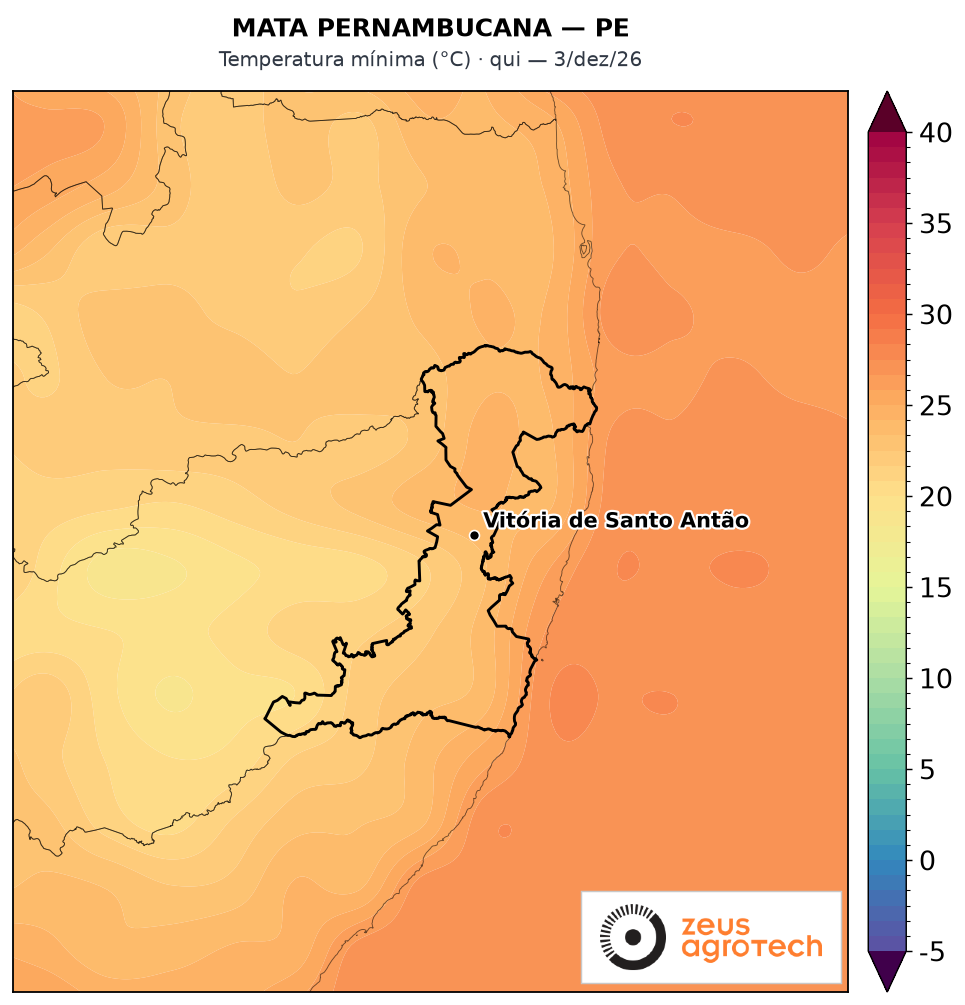 MATA PERNAMBUCANA — PE
Temperatura mínima (°C) · qui — 3/dez/26
40
35
30
25
20
15
10
5
0
-5
Vitória de Santo Antão
zeus
agrotech